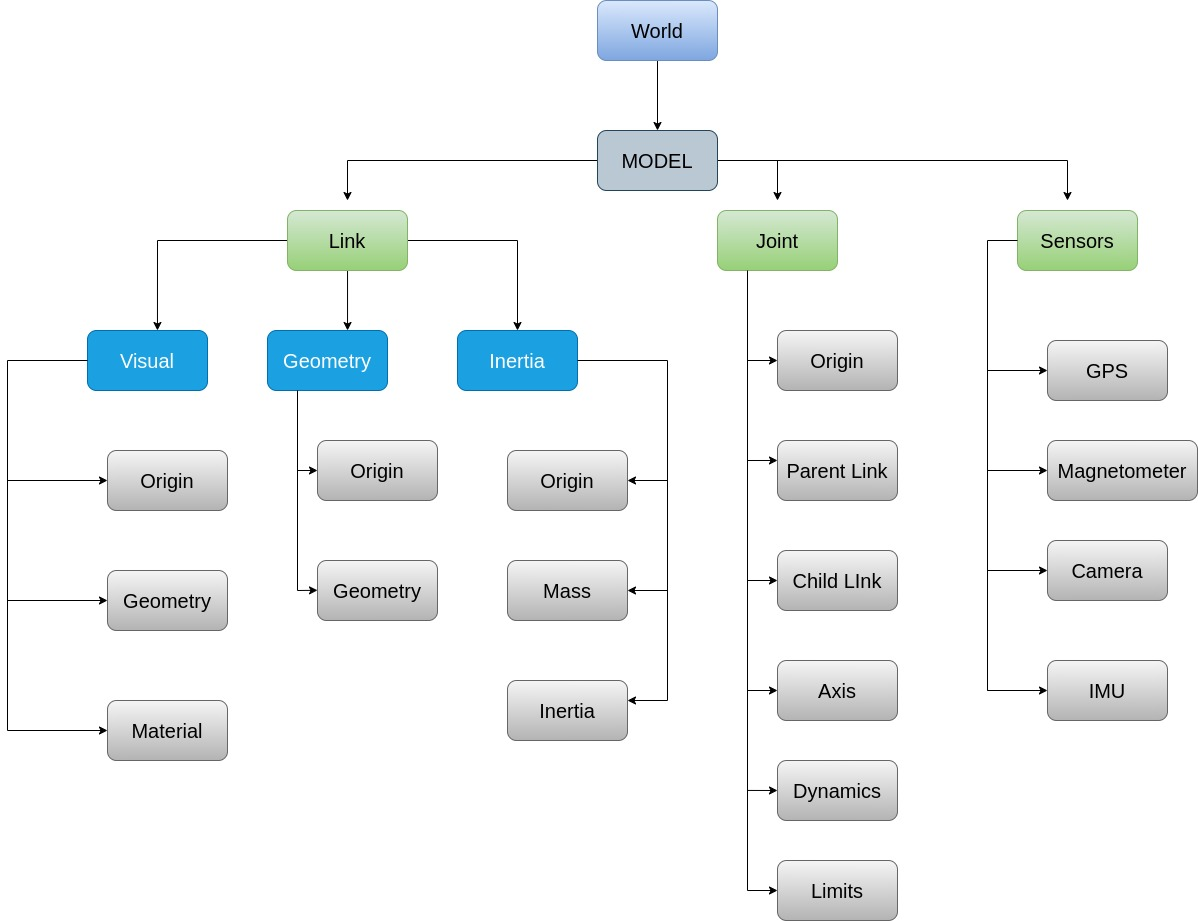 World
MODEL
Link
Joint
Sensors
Visual
Geometry
Inertia
Origin
GPS
Origin
Origin
Origin
Parent Link
Magnetometer
Geometry
Geometry
Mass
Child LInk
Camera
Material
Inertia
Axis
IMU
Dynamics
Limits